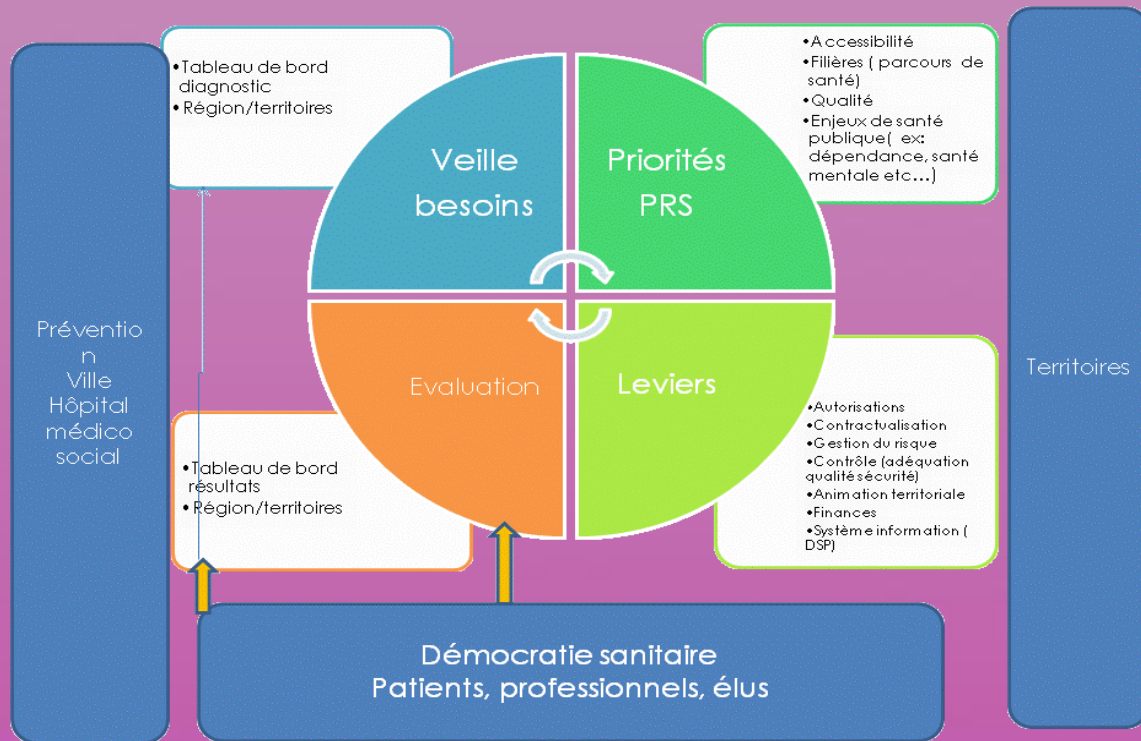 •Tableau de bord
diagnostic
•Région/territoires
•Accessibilité
•Filières ( parcours de
santé)
•Qualité
•Enjeux de santé
publique( ex:
dépendance, santé
mentale etc...)
Veille
besoins
Priorités
PRS
Préventio
n
Ville
Hôpital
médico
social
Territoires
Evaluation
Leviers
•Tableau de bord
résultats
•Région/territoires
•Autorisations
•Contractualisation
•Gestion du risque
•Contrôle (adéquation
qualité sécurité)
•Animation territoriale
•Finances
•Système information (
DSP)
Démocratie sanitaire
Patients, professionnels, élus